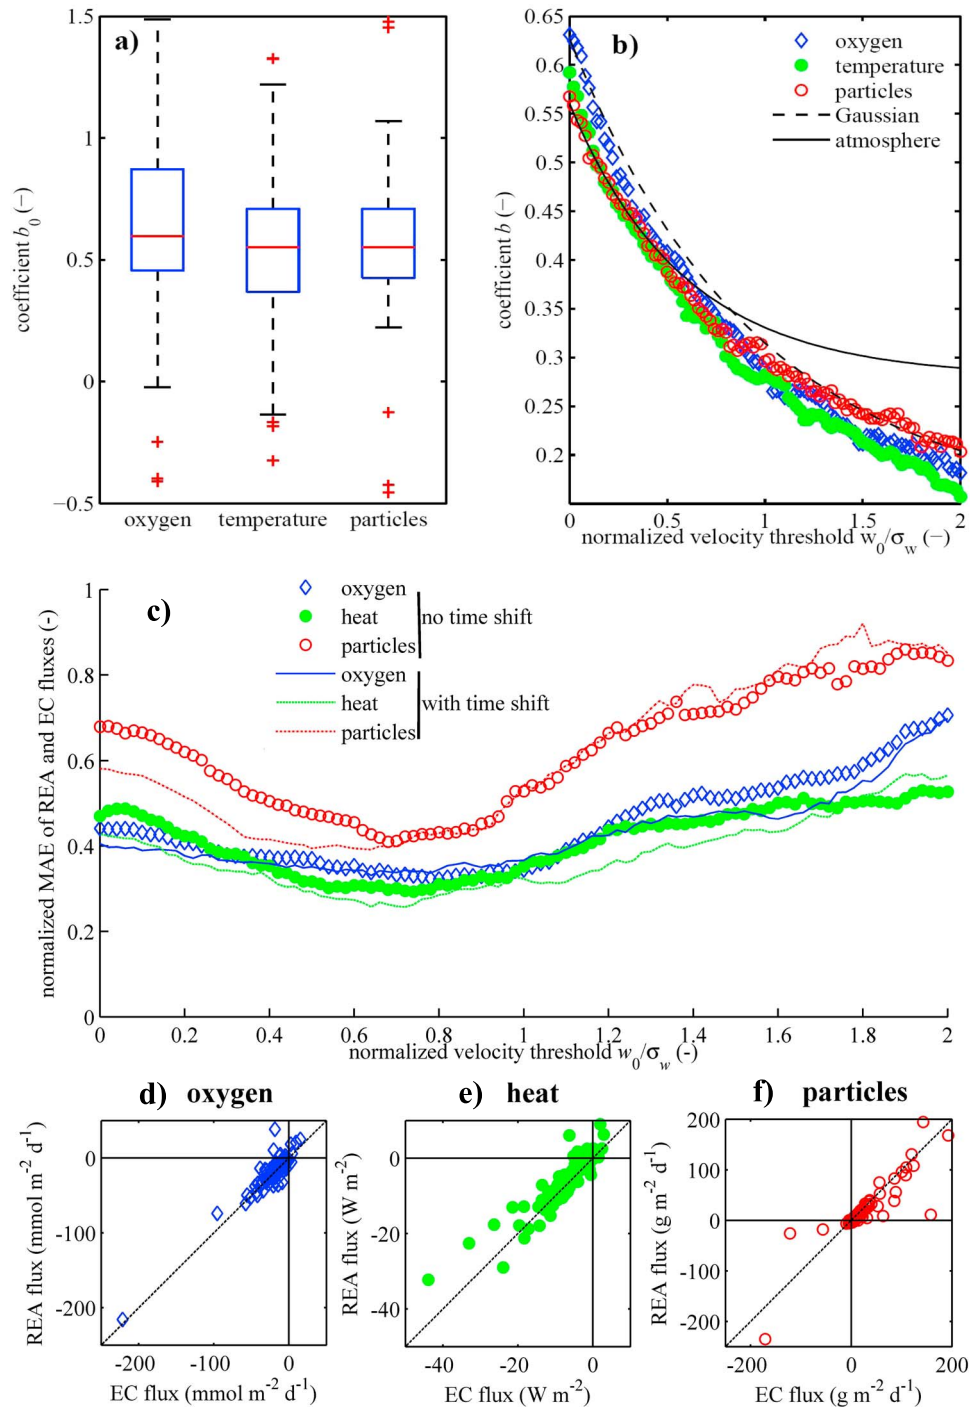 a)
1.5
1
0.5
0
−0.5
coefficient b0 (−)
oxygen temperature particles
b)
0.65
0.6
0.55
0.5
0.45
0.4
0.35
0.3
0.25
0.2
coefficient b (−)
oxygen
temperature
particles
Gaussian
atmosphere
0 0.5 1 1.5 2
normalized velocity threshold w0/σw (−)
c)
1
0.8
0.6
0.4
0.2
0
normalized MAE of REA and EC fluxes (-)
oxygen
heat no time shift
particles
oxygen
heat with time shift
particles
0 0.2 0.4 0.6 0.8 1 1.2 1.4 1.6 1.8 2
normalized velocity threshold w0/σw (-)
d) oxygen
0
-100
-200
REA flux (mmol m-2 d-1)
-200 -100 0
EC flux (mmol m-2 d-1)
e) heat
0
-20
-40
REA flux (W m-2)
-40 -20 0
EC flux (W m-2)
f) particles
200
100
0
-100
-200
REA flux (g m-2 d-1)
-200 0 200
EC flux (g m-2 d-1)